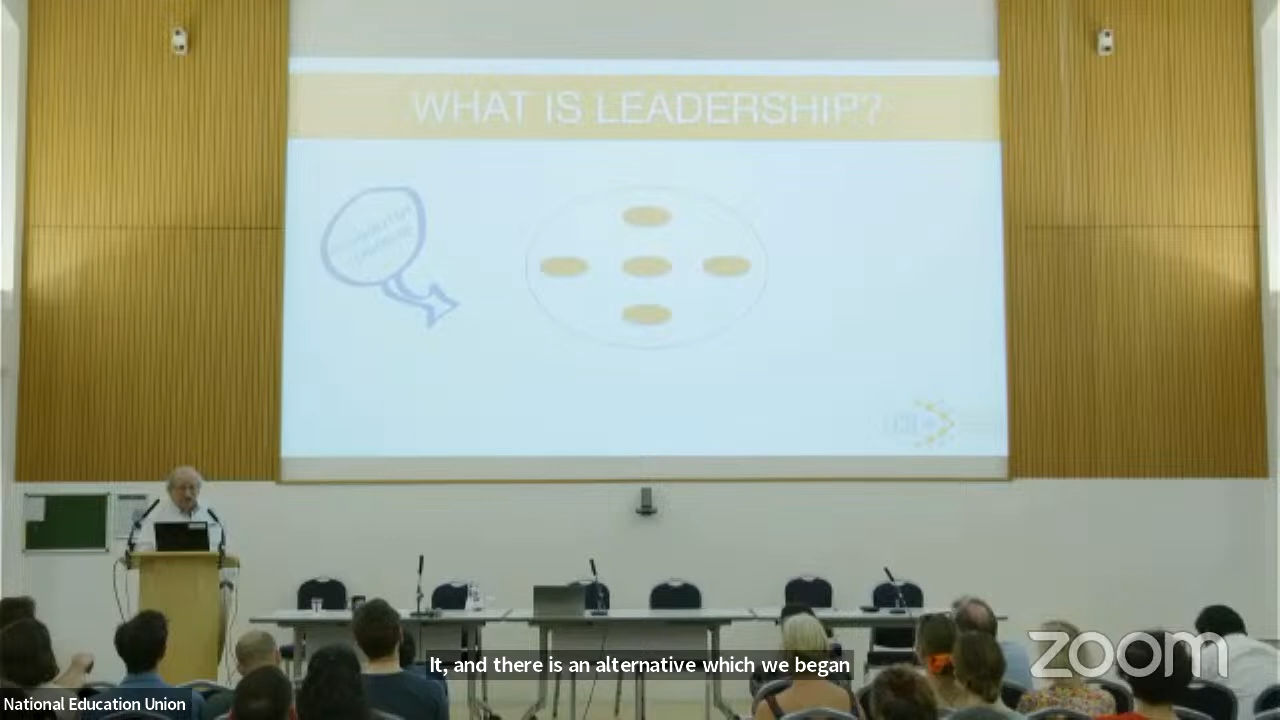 WHAT IS LEADERSHIP?
zoom
It, and there is an alternative which we began
National Education Union